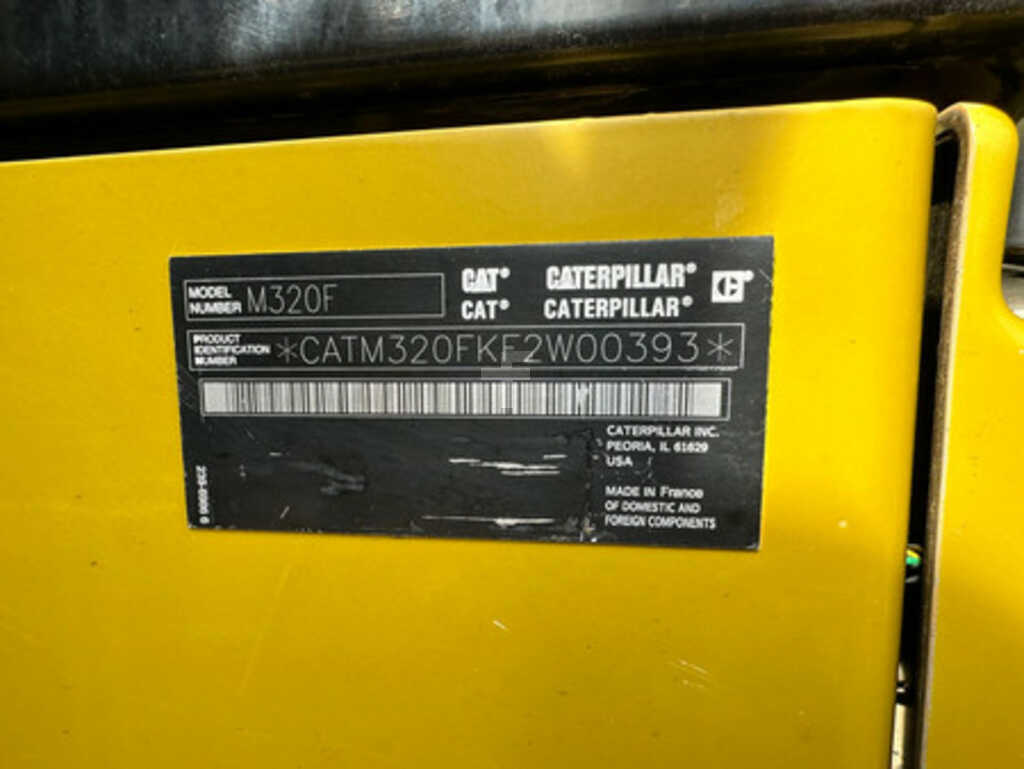 MODEL NUMBER M320F
CAT® CATERPILLAR®
CAT® CATERPILLAR®
PRODUCT IDENTIFICATION NUMBER *CATM320FKF2W00393*
CATERPILLAR INC.
PEORIA, IL 61629
USA
MADE IN France
OF DOMESTIC AND
FOREIGN COMPONENTS